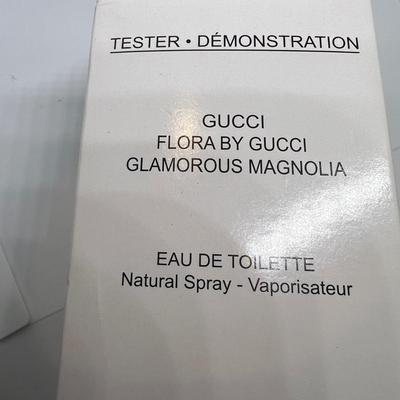 TESTER • DÉMONSTRATION
GUCCI
FLORA BY GUCCI
GLAMOROUS MAGNOLIA
EAU DE TOILETTE
Natural Spray - Vaporisateur